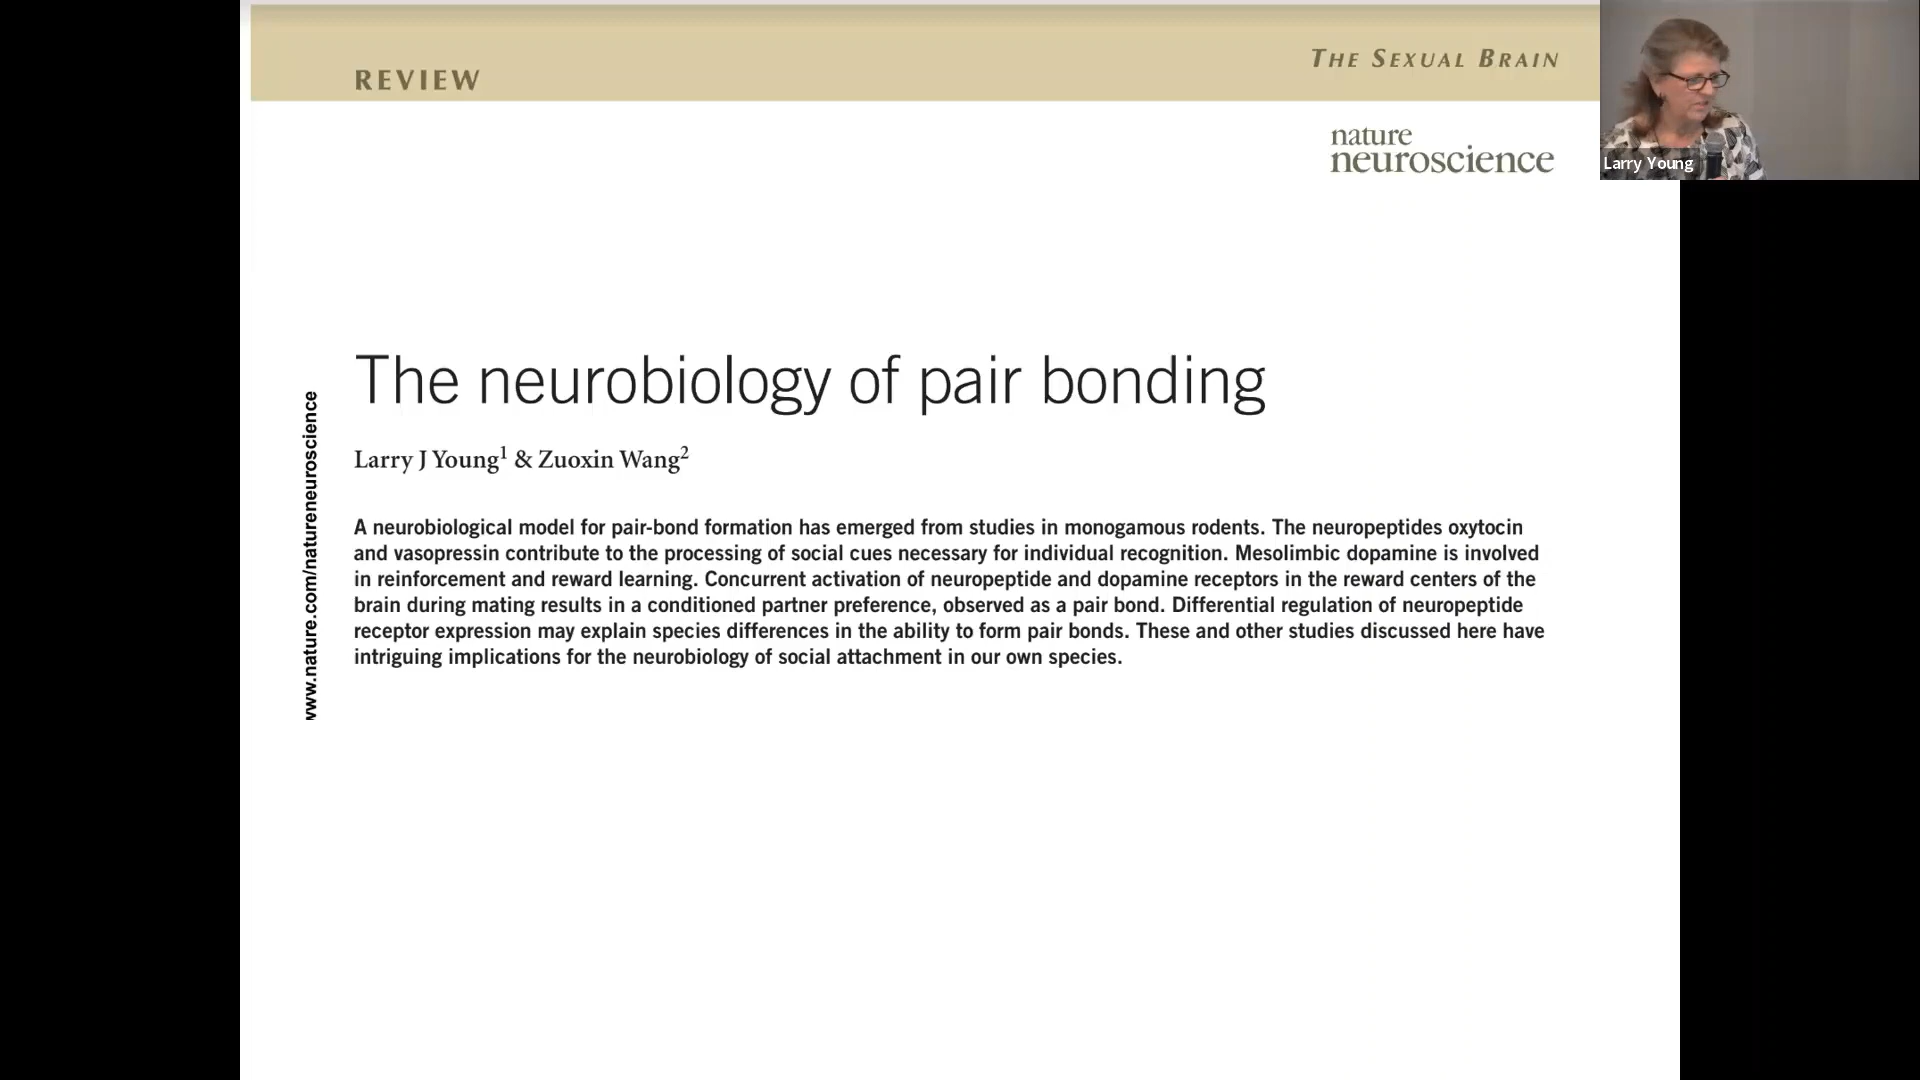 REVIEW
THE SEXUAL BRAIN
nature
neuroscience
Larry Young
The neurobiology of pair bonding
Larry J Young1 & Zuoxin Wang2
A neurobiological model for pair-bond formation has emerged from studies in monogamous rodents. The neuropeptides oxytocin
and vasopressin contribute to the processing of social cues necessary for individual recognition. Mesolimbic dopamine is involved
in reinforcement and reward learning. Concurrent activation of neuropeptide and dopamine receptors in the reward centers of the
brain during mating results in a conditioned partner preference, observed as a pair bond. Differential regulation of neuropeptide
receptor expression may explain species differences in the ability to form pair bonds. These and other studies discussed here have
intriguing implications for the neurobiology of social attachment in our own species.
www.nature.com/natureneuroscience